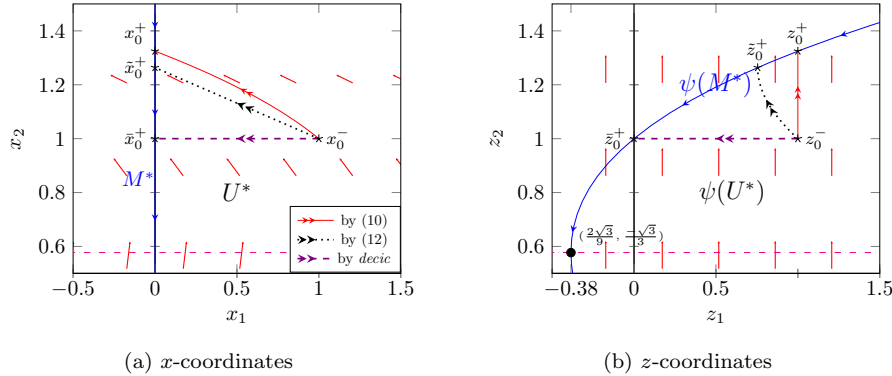 1.4
1.2
1
0.8
0.6
−0.5
0
0.5
1
1.5
x₂
x₁
x₀⁺
x̃₀⁺
x̄₀⁺
x₀⁻
M*
U*
by (10)
by (12)
by decic
(a) x-coordinates
1.4
1.2
1
0.8
0.6
−0.38
0
0.5
1
1.5
z₂
z₁
z̃₀⁺
z₀⁺
ψ(M*)
z̄₀⁺
z₀⁻
ψ(U*)
(2√3/9, −√3/3)
(b) z-coordinates